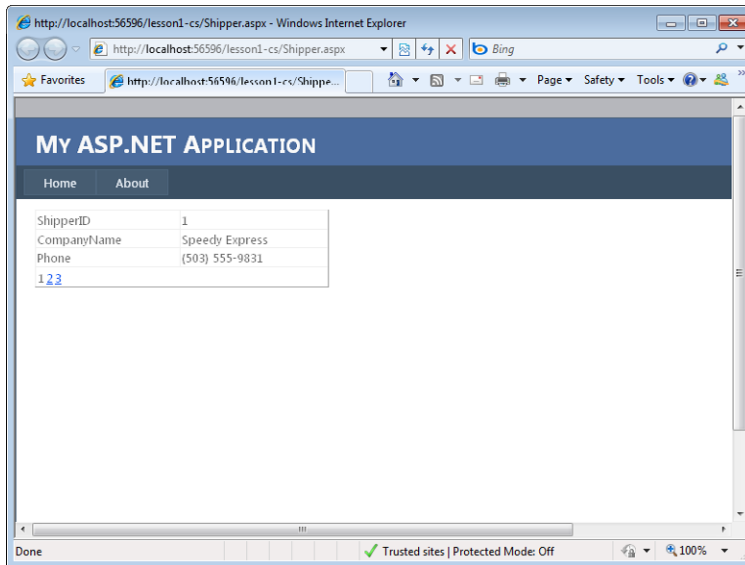 http://localhost:56596/lesson1-cs/Shipper.aspx - Windows Internet Explorer
http://localhost:56596/lesson1-cs/Shipper.aspx Bing
Favorites http://localhost:56596/lesson1-cs/Shippe... Page Safety Tools »
MY ASP.NET APPLICATION
Home About
ShipperID 1
CompanyName Speedy Express
Phone (503) 555-9831
1 2 3
Done Trusted sites | Protected Mode: Off 100%